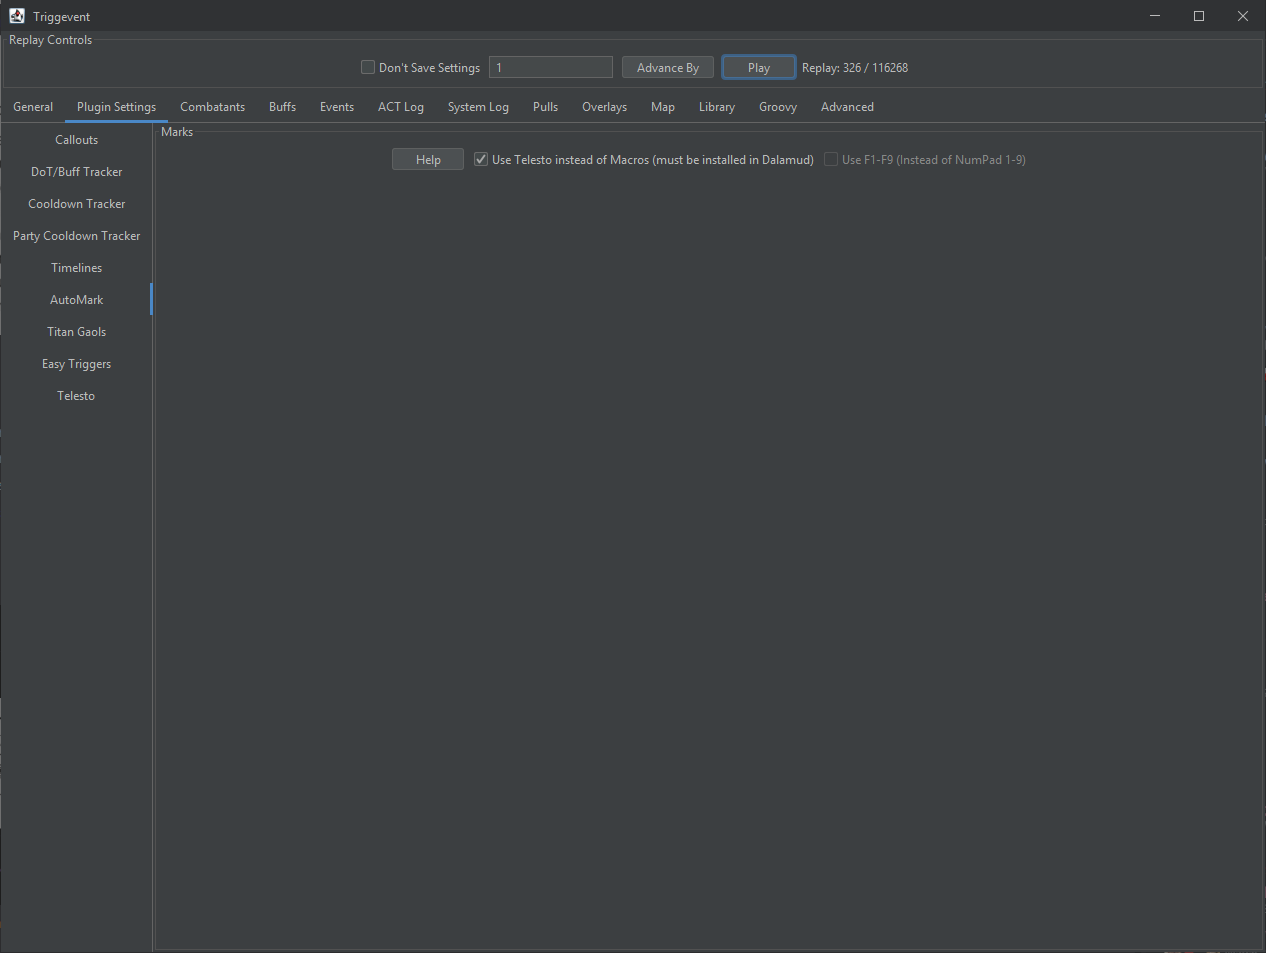 Triggevent
Replay Controls
Don't Save Settings 1 Advance By Play Replay: 326 / 116268
General Plugin Settings Combatants Buffs Events ACT Log System Log Pulls Overlays Map Library Groovy Advanced
Callouts
DoT/Buff Tracker
Cooldown Tracker
Party Cooldown Tracker
Timelines
AutoMark
Titan Gaols
Easy Triggers
Telesto
Marks
Help Use Telesto instead of Macros (must be installed in Dalamud) Use F1-F9 (Instead of NumPad 1-9)